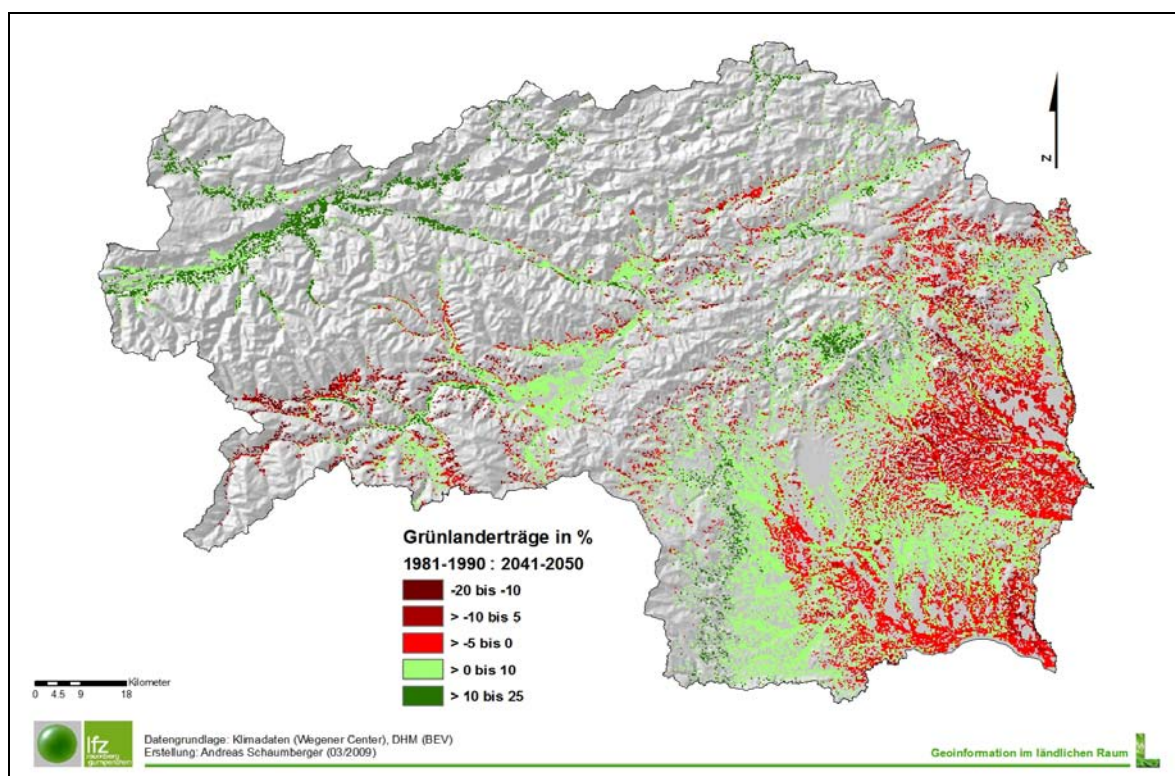 N
Grünlanderträge in %
1981-1990 : 2041-2050
-20 bis -10
> -10 bis 5
> -5 bis 0
> 0 bis 10
> 10 bis 25
Kilometer
0 4.5 9 18
lfz
raumberg
gumpenstein
Datengrundlage: Klimadaten (Wegener Center), DHM (BEV)
Erstellung: Andreas Schaumberger (03/2009)
Geoinformation im ländlichen Raum